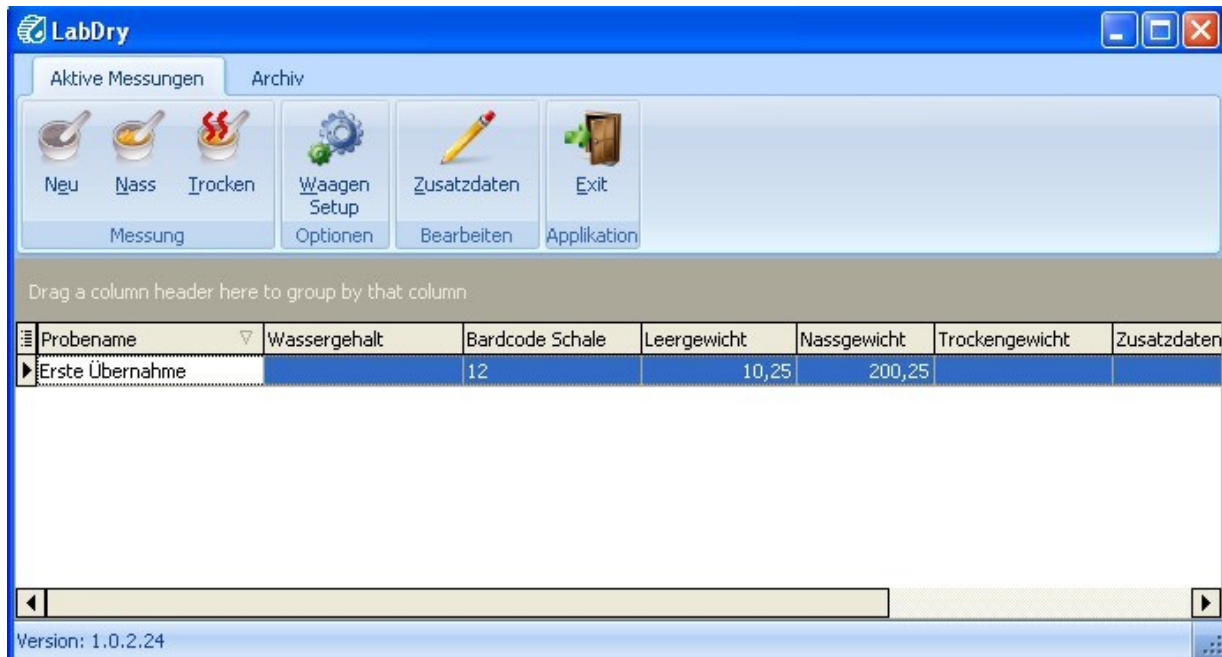 LabDry
Aktive Messungen Archiv
Neu Nass Trocken Waagen Setup Zusatzdaten Exit
Messung Optionen Bearbeiten Applikation
Drag a column header here to group by that column
Probename Wassergehalt Bardcode Schale Leergewicht Nassgewicht Trockengewicht Zusatzdaten
Erste Übernahme 12 10,25 200,25
Version: 1.0.2.24